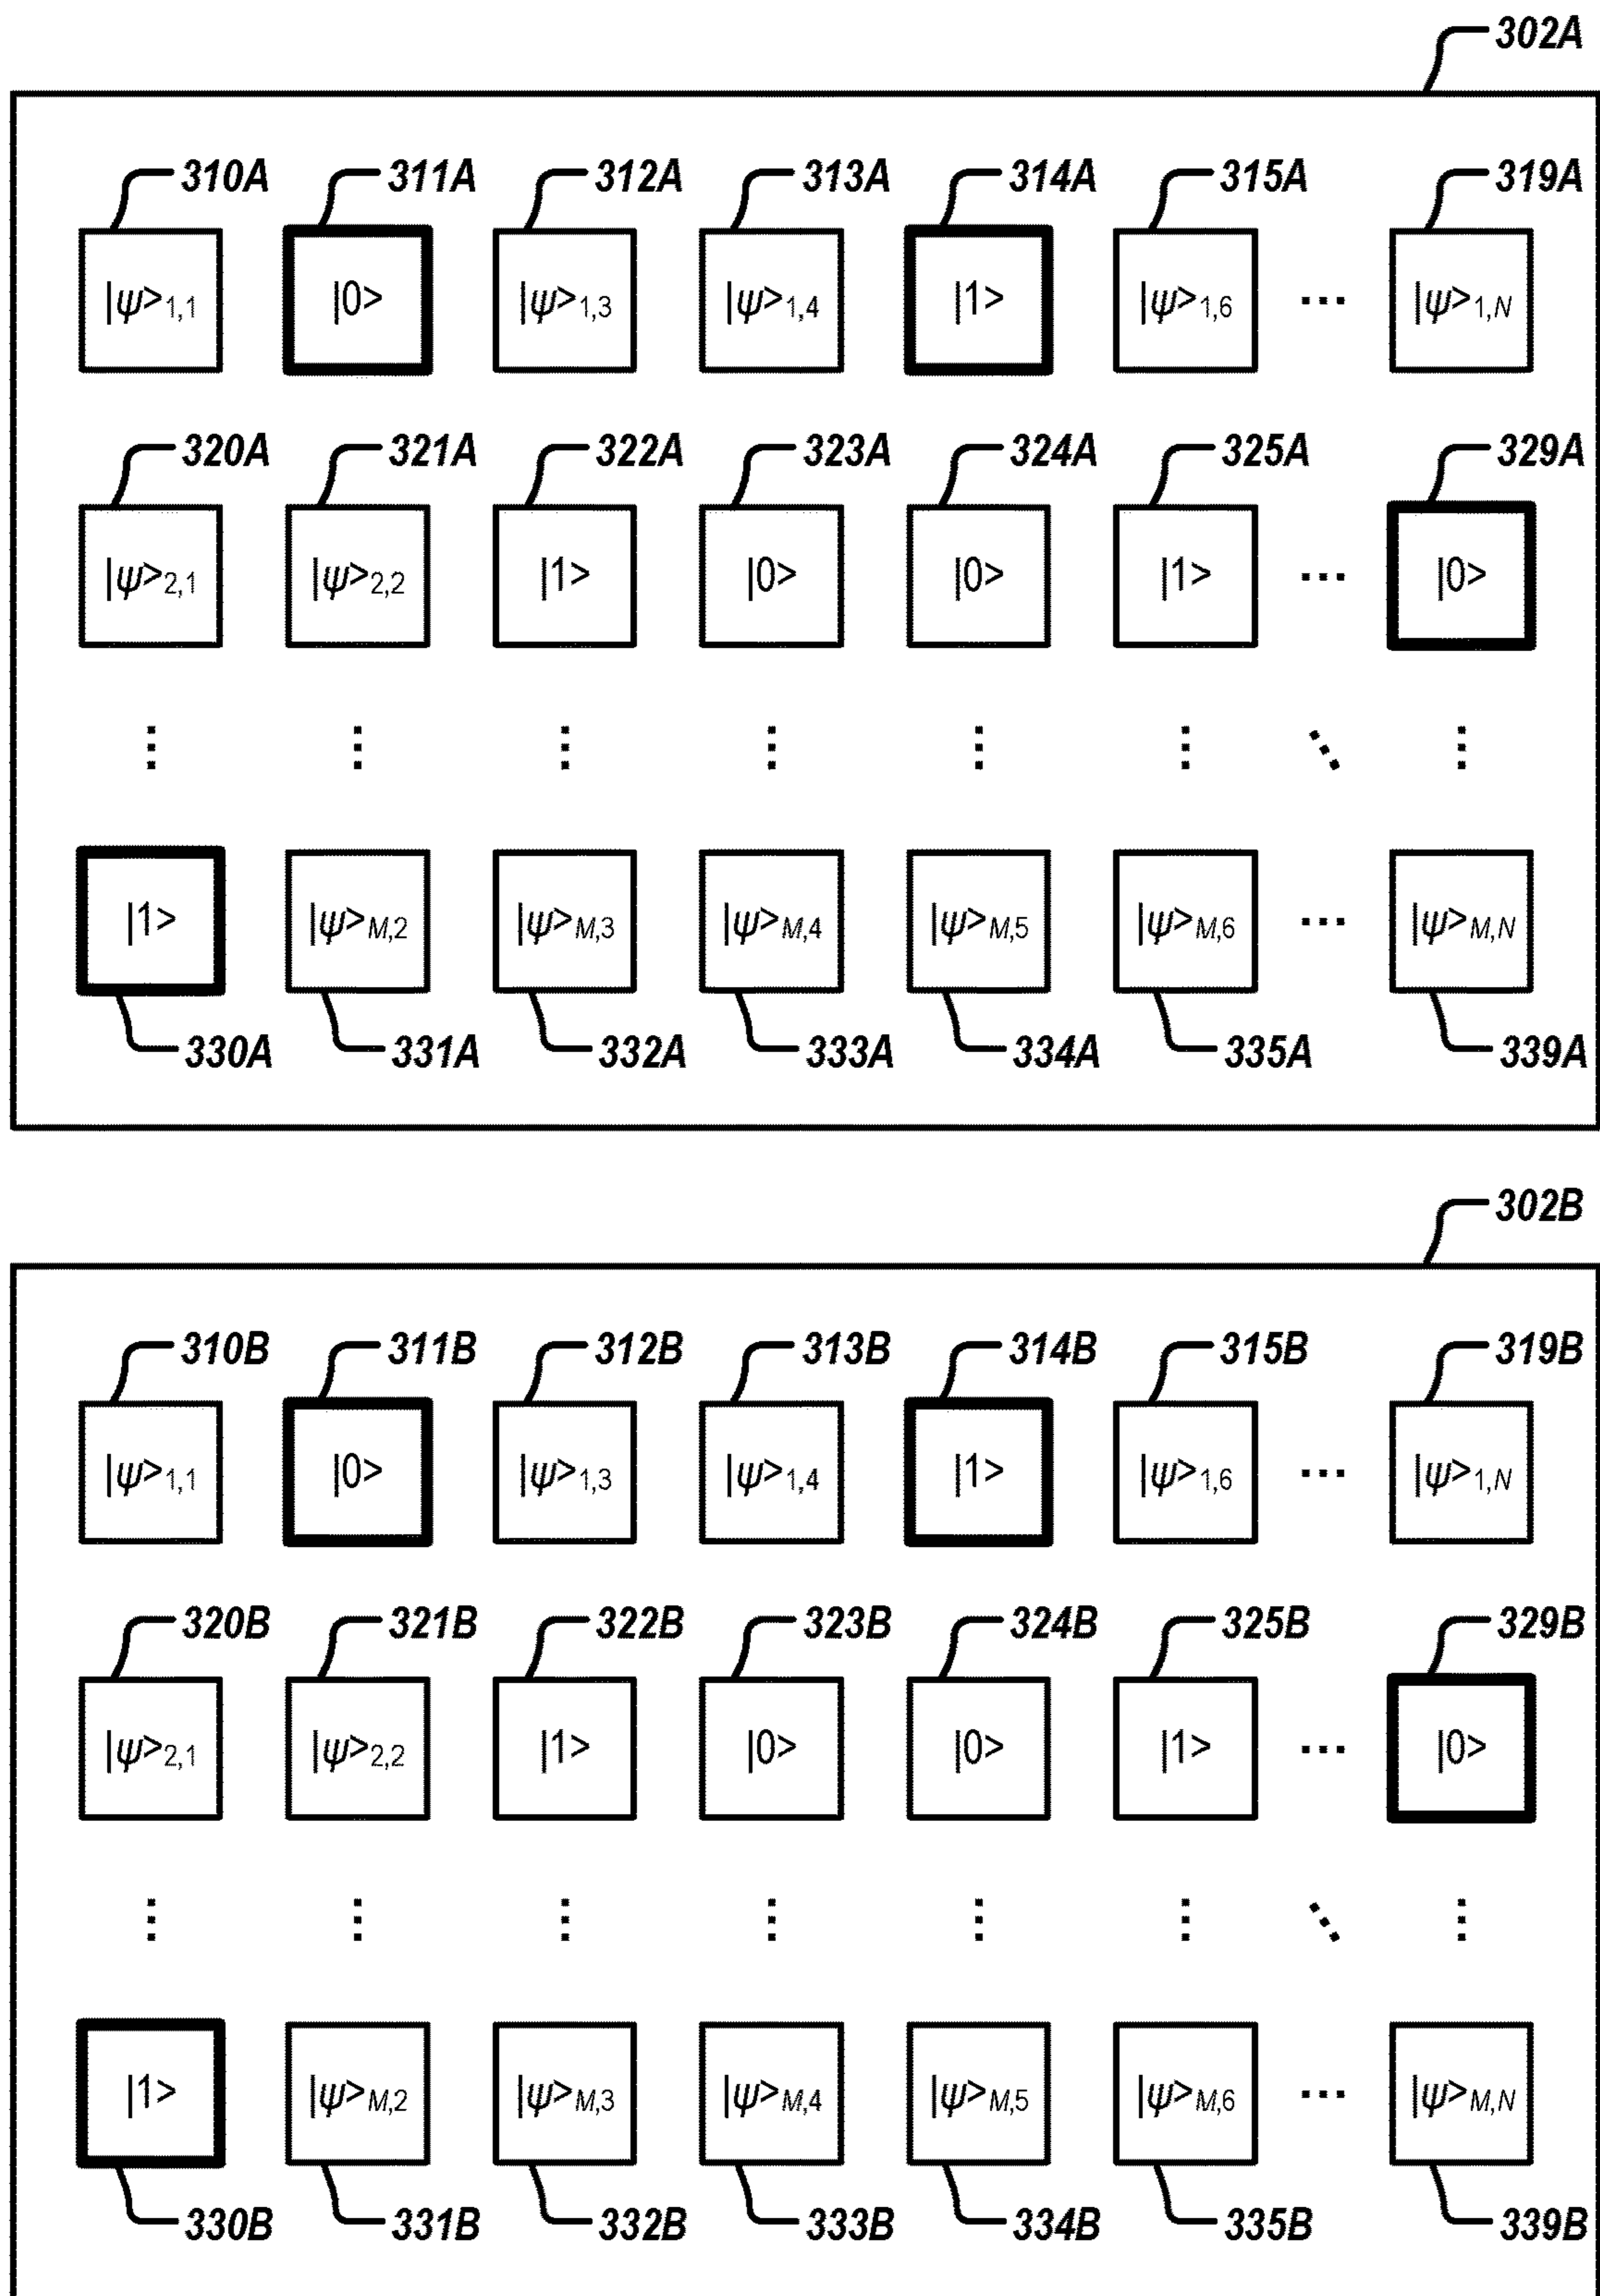 302A
310A 311A 312A 313A 314A 315A 319A
|ψ>1,1 |0> |ψ>1,3 |ψ>1,4 |1> |ψ>1,6 ... |ψ>1,N
320A 321A 322A 323A 324A 325A 329A
|ψ>2,1 |ψ>2,2 |1> |0> |0> |1> ... |0>
|1> |ψ>M,2 |ψ>M,3 |ψ>M,4 |ψ>M,5 |ψ>M,6 ... |ψ>M,N
330A 331A 332A 333A 334A 335A 339A
302B
310B 311B 312B 313B 314B 315B 319B
|ψ>1,1 |0> |ψ>1,3 |ψ>1,4 |1> |ψ>1,6 ... |ψ>1,N
320B 321B 322B 323B 324B 325B 329B
|ψ>2,1 |ψ>2,2 |1> |0> |0> |1> ... |0>
|1> |ψ>M,2 |ψ>M,3 |ψ>M,4 |ψ>M,5 |ψ>M,6 ... |ψ>M,N
330B 331B 332B 333B 334B 335B 339B